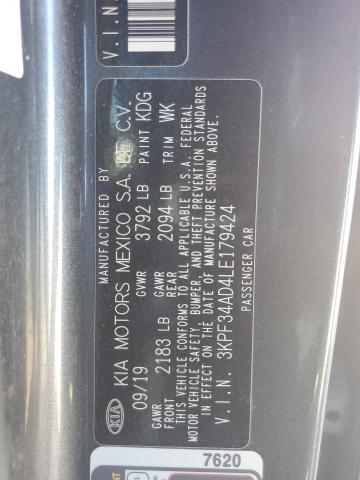 V.I.N.
MANUFACTURED BY
KIA KIA MOTORS MEXICO S.A. DE C.V.
09/19 GVWR 3792 LB PAINT KDG
GAWR FRONT 2183 LB GAWR REAR 2094 LB TRIM WK
THIS VEHICLE CONFORMS TO ALL APPLICABLE U.S.A. FEDERAL
MOTOR VEHICLE SAFETY, BUMPER, AND THEFT PREVENTION STANDARDS
IN EFFECT ON THE DATE OF MANUFACTURE SHOWN ABOVE.
V.I.N. 3KPF34AD4LE179424
PASSENGER CAR
7620